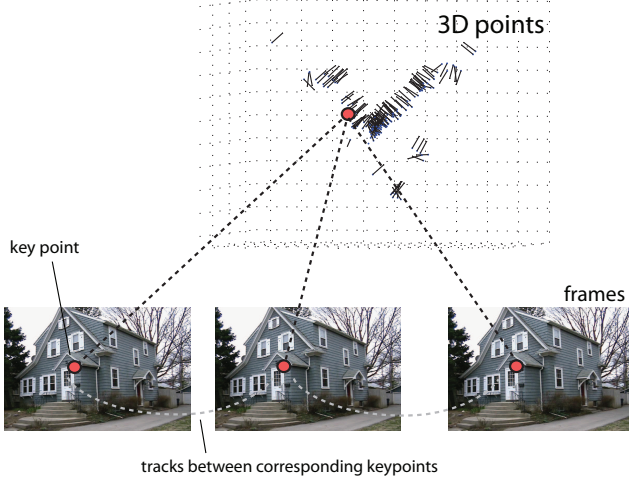 3D points
key point
frames
tracks between corresponding keypoints